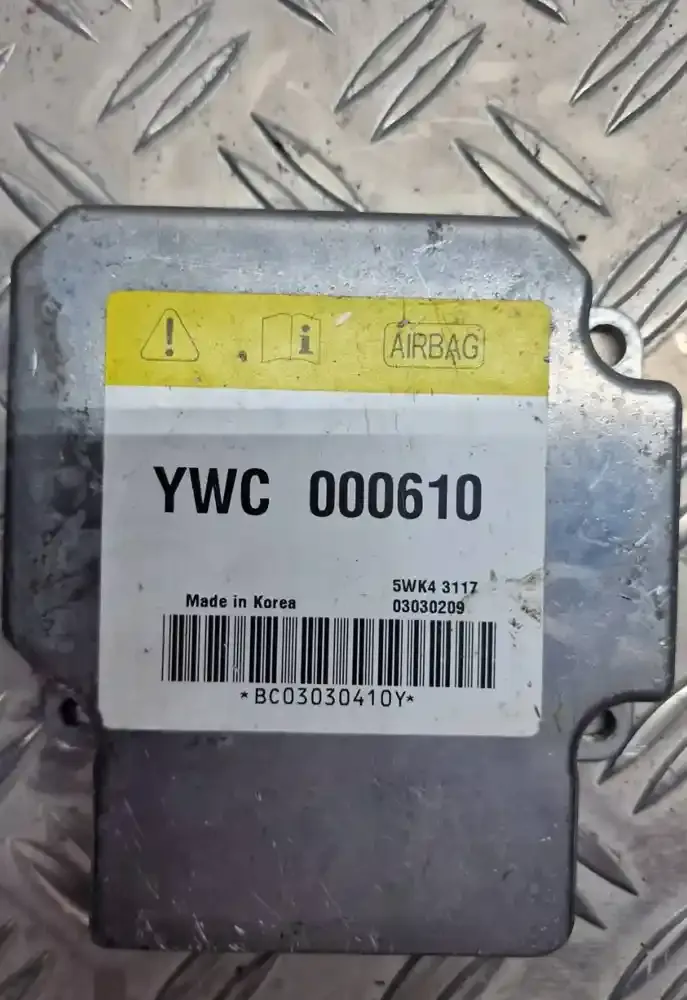 AIRBAG
YWC 000610
5WK4 3117
Made in Korea 03030209
*BC03030410Y*